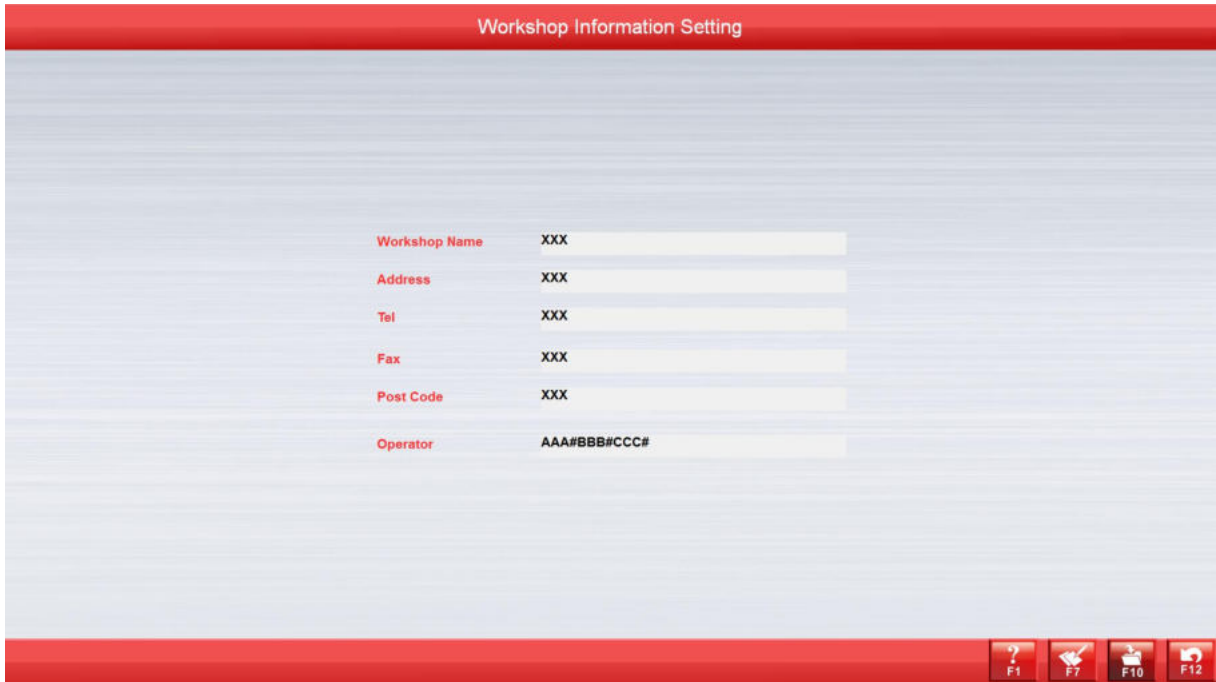 Workshop Information Setting
Workshop Name XXX
Address XXX
Tel XXX
Fax XXX
Post Code XXX
Operator AAA#BBB#CCC#
? F1 F7 F10 F12